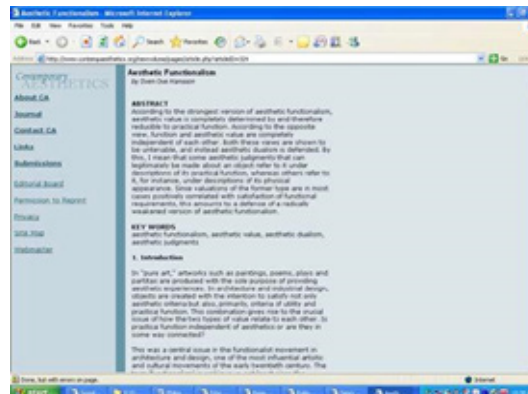 Aesthetic Functionalism - Microsoft Internet Explorer
File Edit View Favorites Tools Help
Back Search Favorites
Address
Go
Contemporary
AESTHETICS
About CA
Journal
Contact CA
Links
Submissions
Editorial Board
Permission to Reprint
Privacy
Site Map
Webmaster
Aesthetic Functionalism
by Sven Ove Hansson
ABSTRACT
According to the strongest version of aesthetic functionalism,
aesthetic value is completely determined by and therefore
reducible to practical function. According to the opposite
view, function and aesthetic value are completely
independent of each other. Both these views are shown to
be untenable, and instead aesthetic dualism is defended. By
this, I mean that some aesthetic judgments that can
legitimately be made about an object refer to it under
descriptions of its practical function, whereas others refer to
it, for instance, under descriptions of its physical
appearance. Since valuations of the former type are in most
cases positively correlated with satisfaction of functional
requirements, this amounts to a defense of a radically
weakened version of aesthetic functionalism.
KEY WORDS
aesthetic functionalism, aesthetic value, aesthetic dualism,
aesthetic judgments
1. Introduction
In "pure art," artworks such as paintings, poems, plays and
partitas are produced with the sole purpose of providing
aesthetic experiences. In architecture and industrial design,
objects are created with the intention to satisfy not only
aesthetic criteria but also, primarily, criteria of utility and
practical function. This combination gives rise to the crucial
issue of how the two types of value relate to each other. Is
practical function independent of aesthetics or are they in
some way connected?
This was a central issue in the functionalist movement in
architecture and design, one of the most influential artistic
and cultural movements of the early twentieth century. The
Done, but with errors on page.
Internet
start